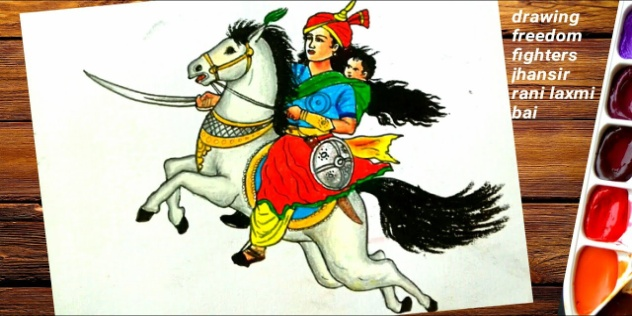 drawing
freedom
fighters
jhansir
rani laxmi
bai